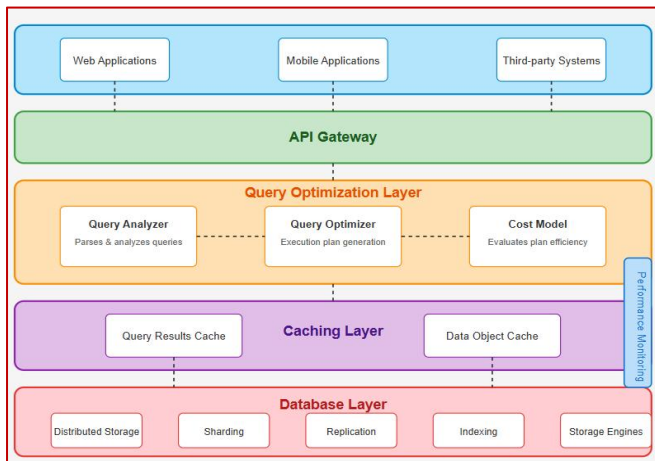 Web Applications
Mobile Applications
Third-party Systems
API Gateway
Query Optimization Layer
Query Analyzer
Parses & analyzes queries
Query Optimizer
Execution plan generation
Cost Model
Evaluates plan efficiency
Performance Monitoring
Query Results Cache
Caching Layer
Data Object Cache
Database Layer
Distributed Storage
Sharding
Replication
Indexing
Storage Engines